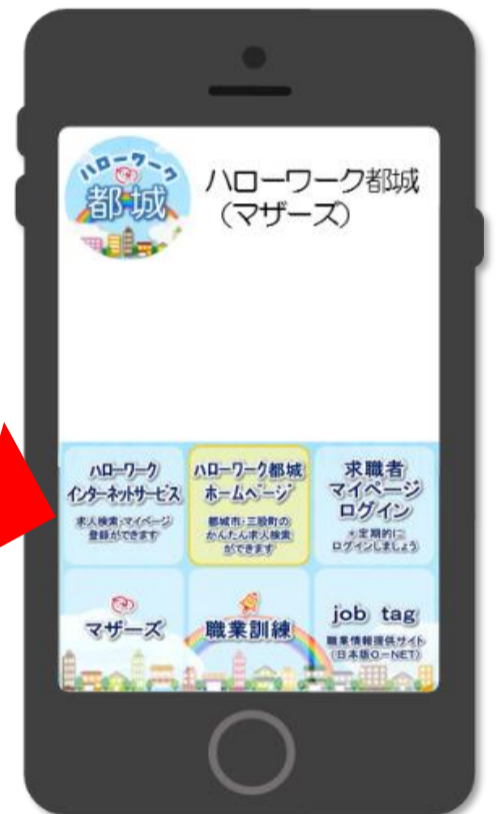 ハローワーク
都城
ハローワーク都城
（マザーズ）
ハローワーク
インターネットサービス
求人検索・マイページ
登録ができます
ハローワーク都城
ホームページ
都城市・三股町の
かんたん求人検索
ができます
求職者
マイページ
ログイン
*定期的に
ログインしましょう
マザーズ
職業訓練
job tag
職業情報提供サイト
(日本版O-NET)